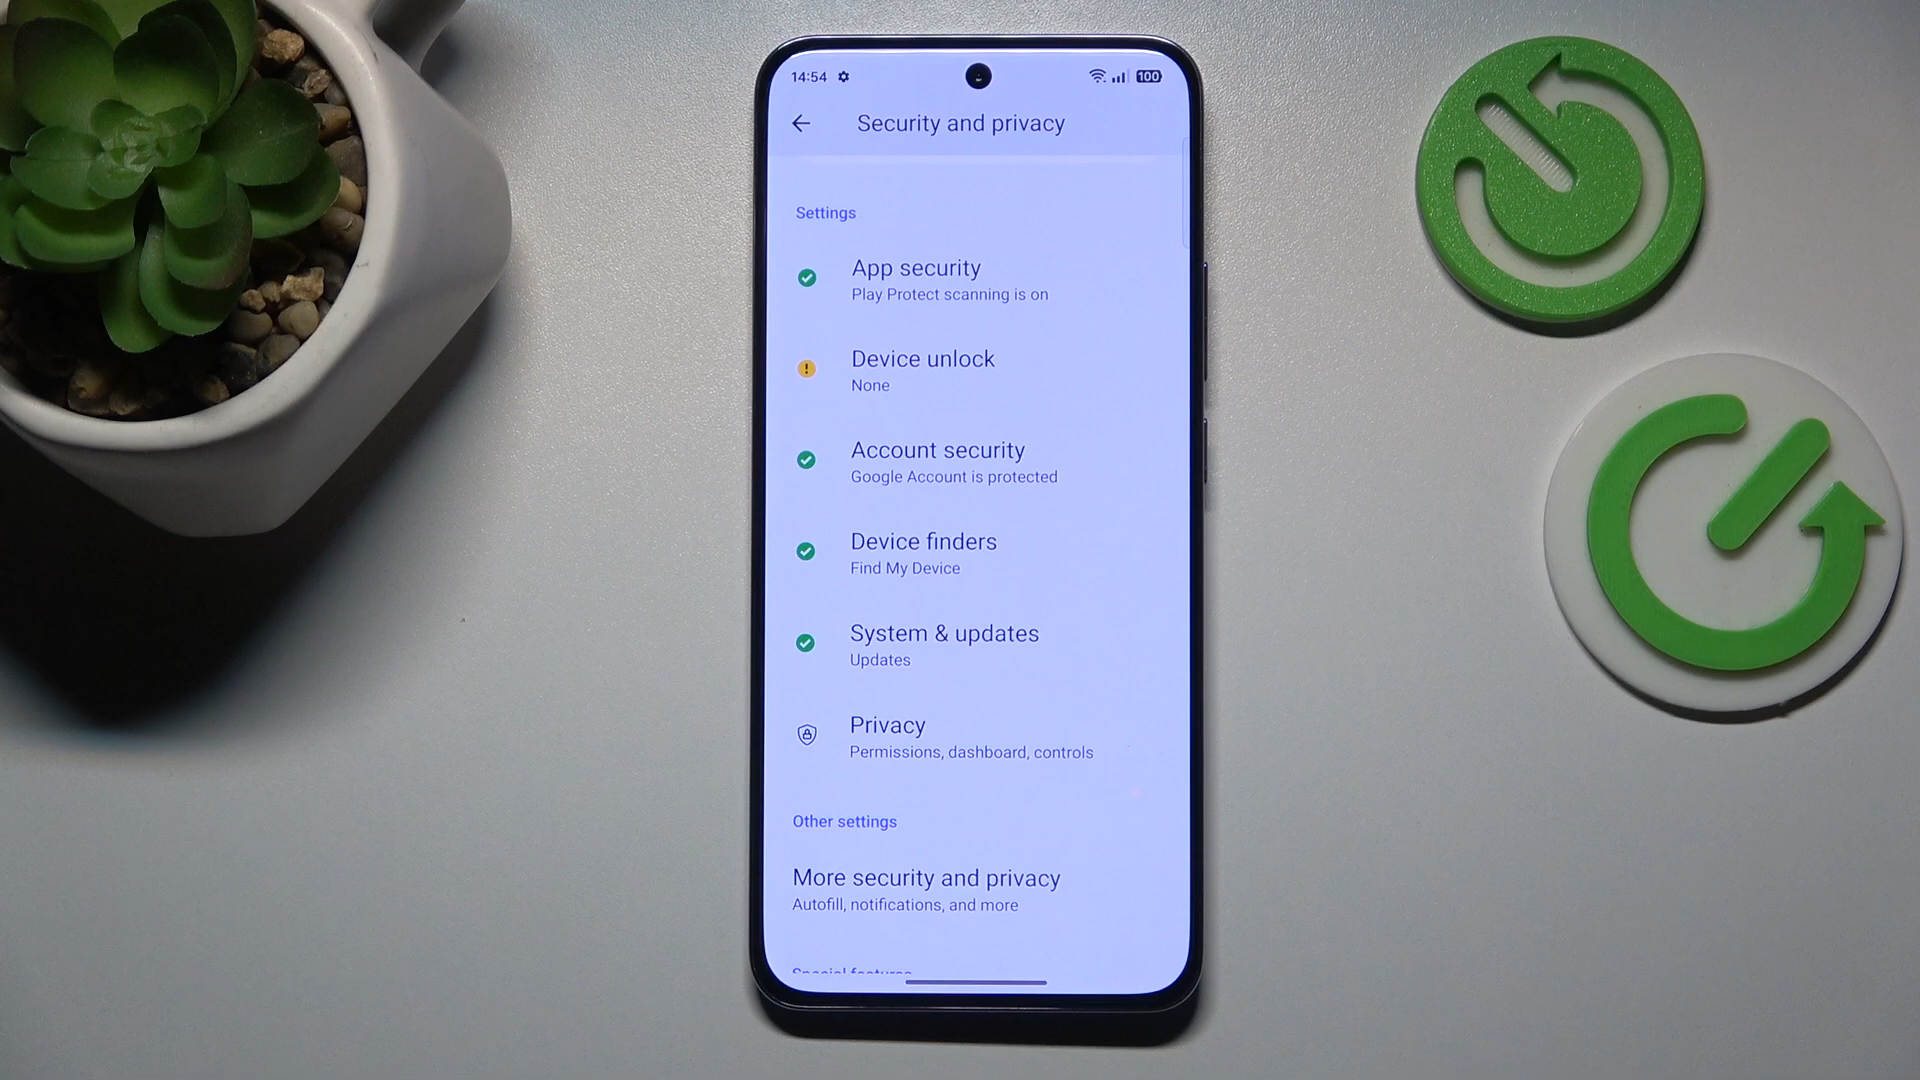 14:54
100
Security and privacy
Settings
App security
Play Protect scanning is on
Device unlock
None
Account security
Google Account is protected
Device finders
Find My Device
System & updates
Updates
Privacy
Permissions, dashboard, controls
Other settings
More security and privacy
Autofill, notifications, and more
Special features